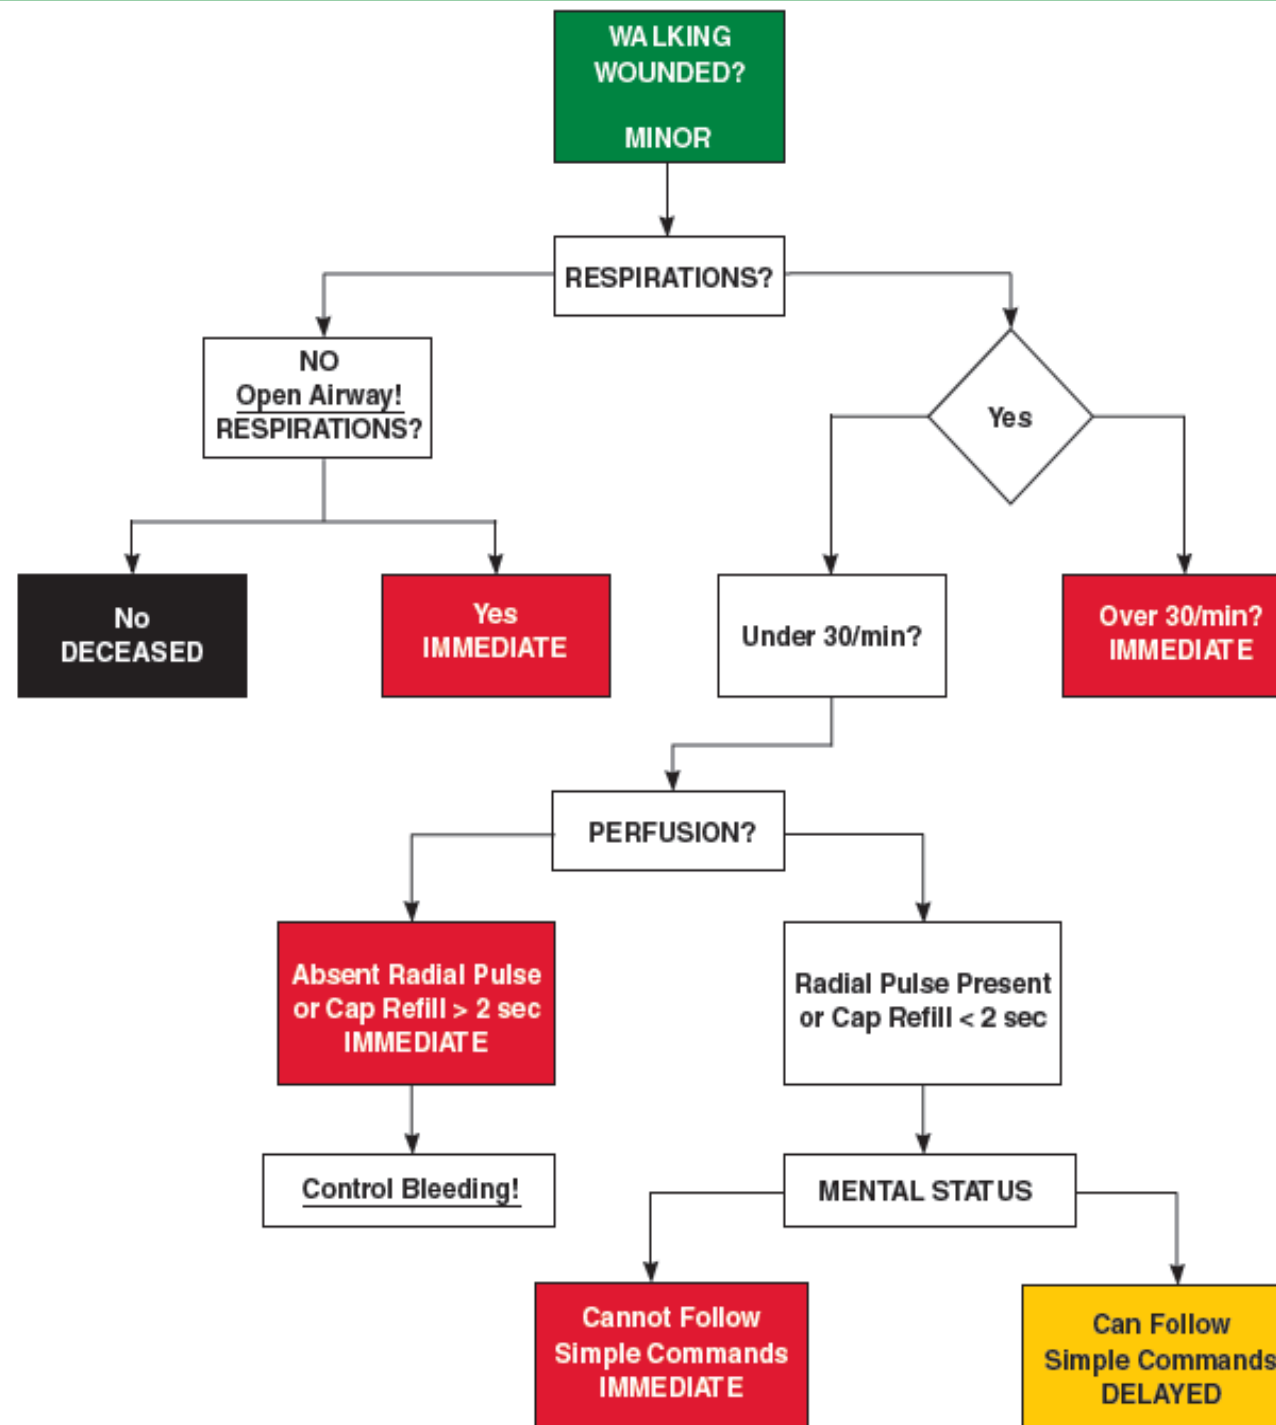 WALKING
WOUNDED?
MINOR
RESPIRATIONS?
NO
Open Airway!
RESPIRATIONS?
Yes
No
DECEASED
Yes
IMMEDIATE
Under 30/min?
Over 30/min?
IMMEDIATE
PERFUSION?
Absent Radial Pulse
or Cap Refill > 2 sec
IMMEDIATE
Radial Pulse Present
or Cap Refill < 2 sec
Control Bleeding!
MENTAL STATUS
Cannot Follow
Simple Commands
IMMEDIATE
Can Follow
Simple Commands
DELAYED